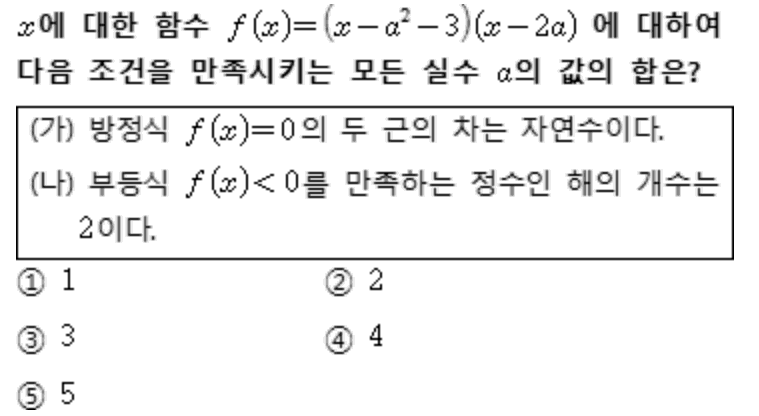 x에 대한 함수 f(x)=(x-a²-3)(x-2a) 에 대하여
다음 조건을 만족시키는 모든 실수 a의 값의 합은?
(가) 방정식 f(x)=0의 두 근의 차는 자연수이다.
(나) 부등식 f(x)<0를 만족하는 정수인 해의 개수는
2이다.
① 1 ② 2
③ 3 ④ 4
⑤ 5